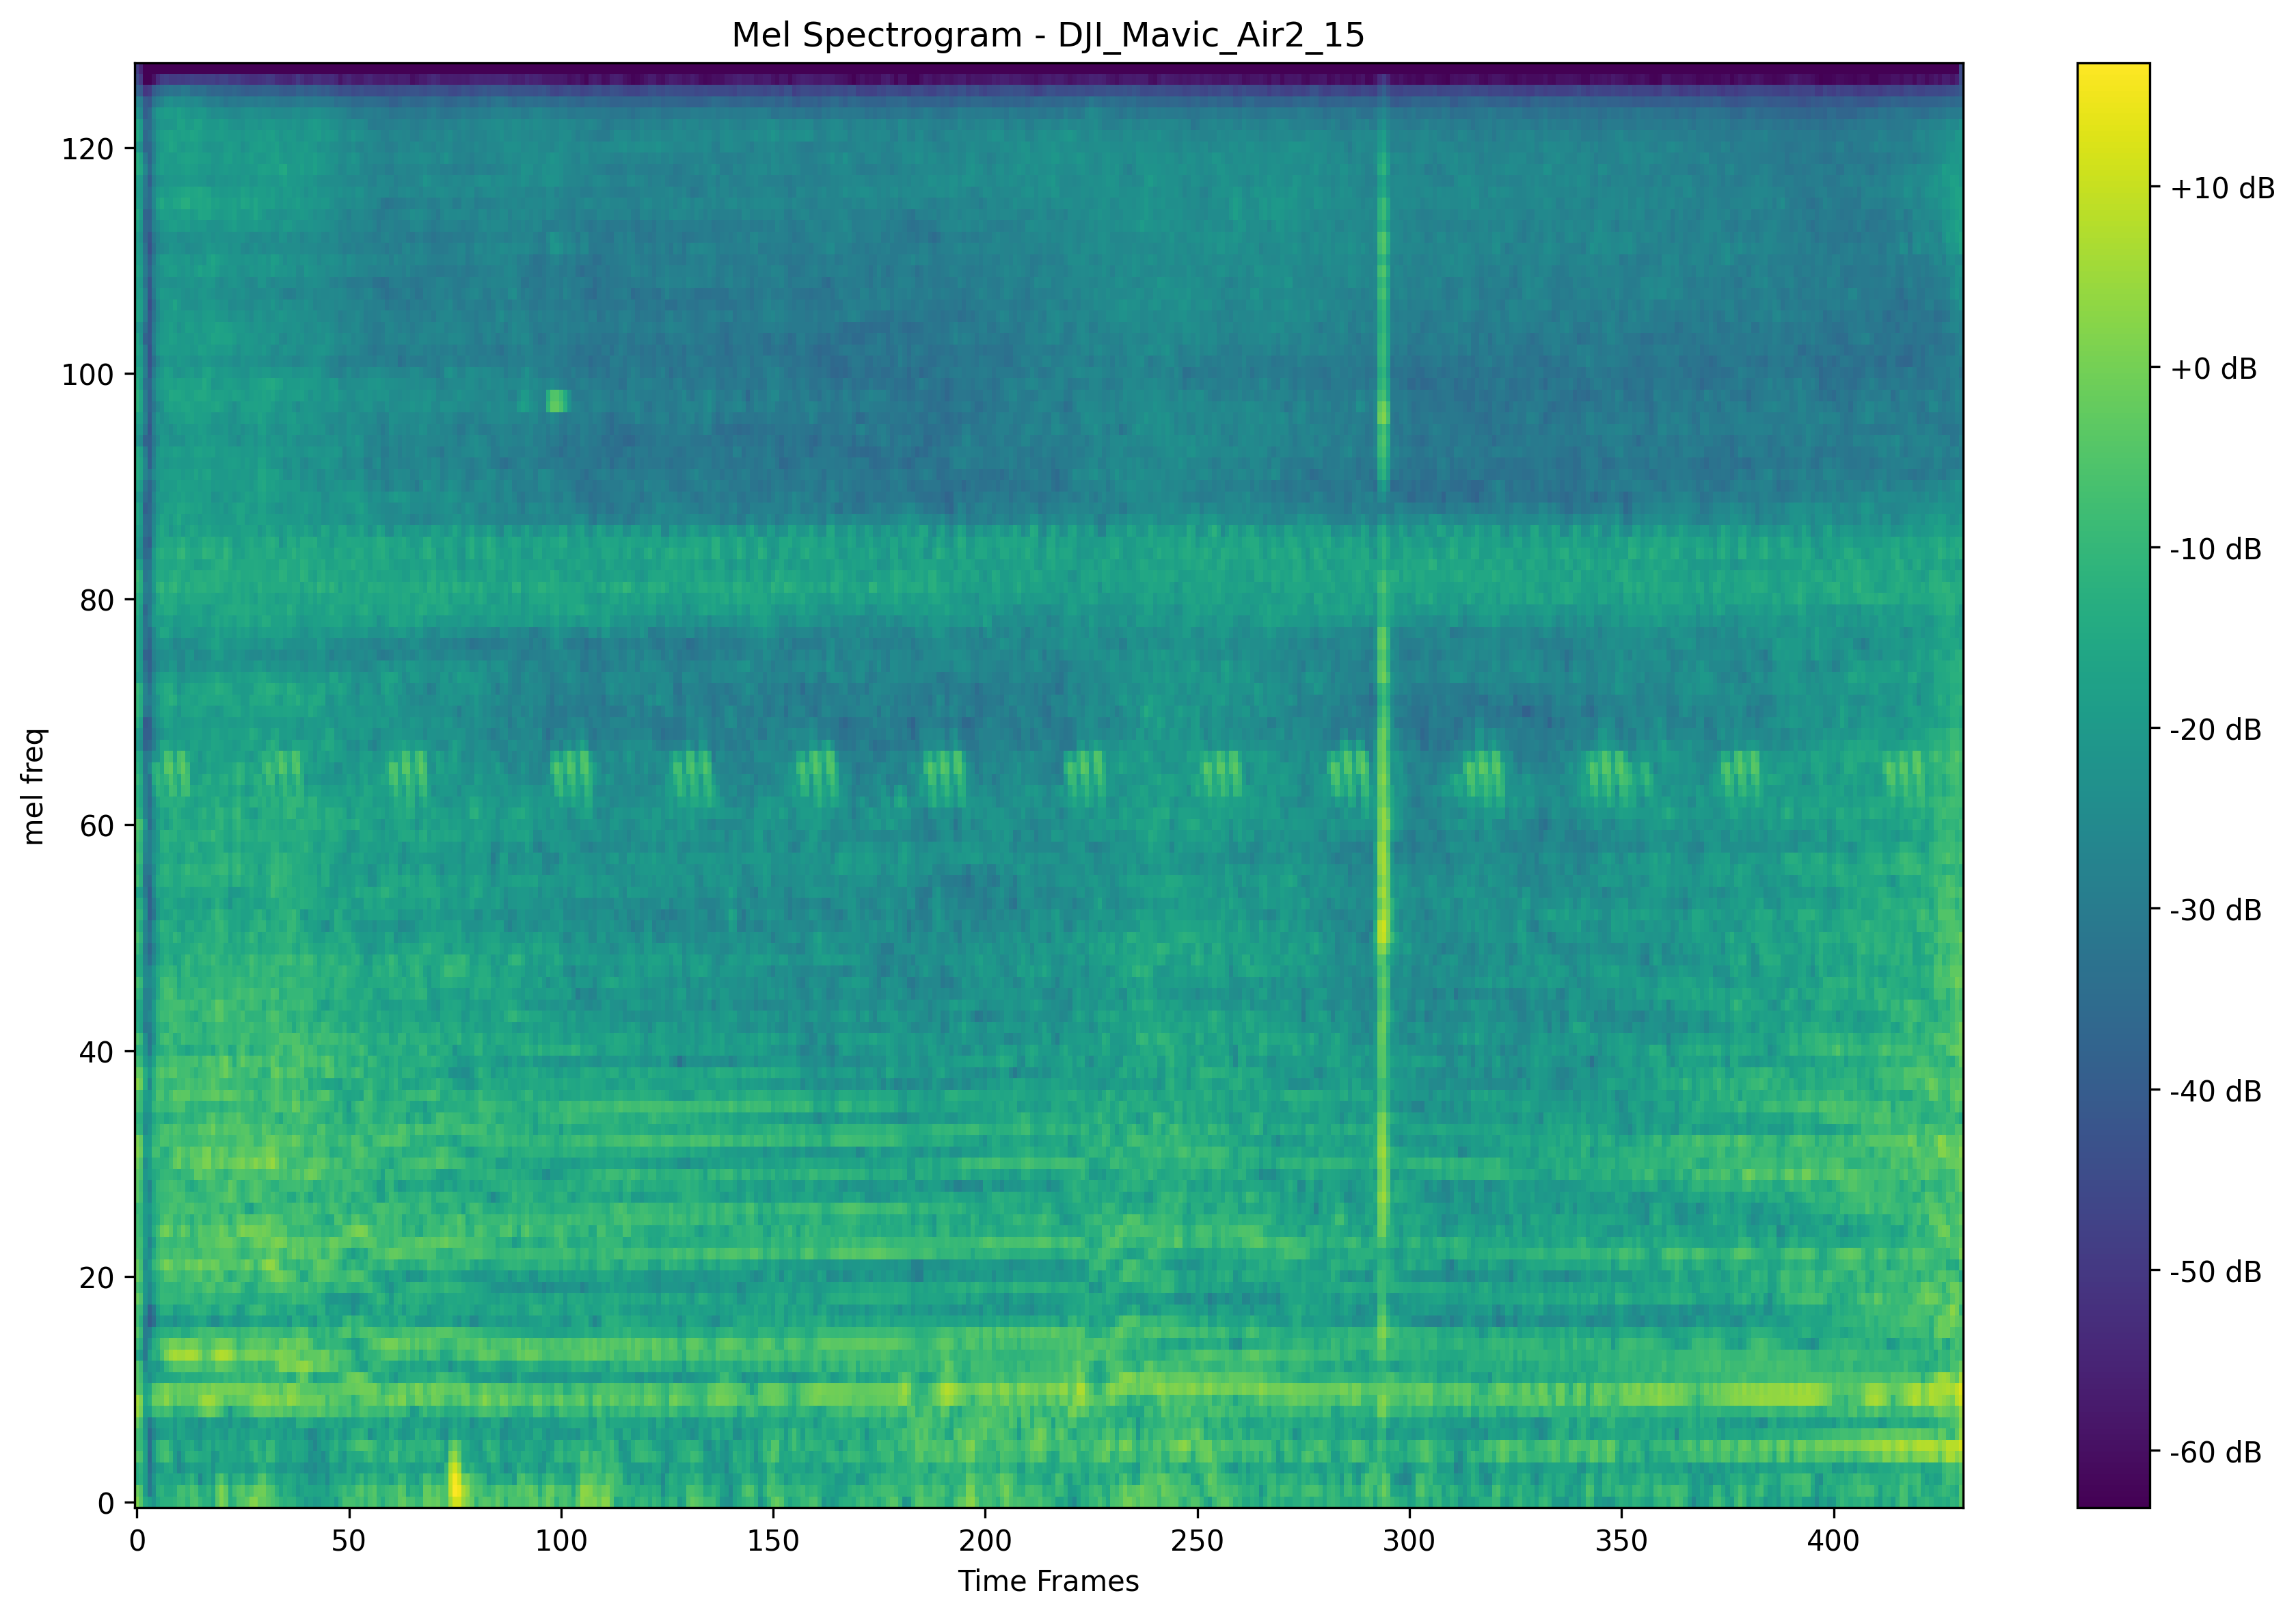 Mel Spectrogram - DJI_Mavic_Air2_15
mel freq
120
100
80
60
40
20
0
0 50 100 150 200 250 300 350 400
Time Frames
+10 dB
+0 dB
-10 dB
-20 dB
-30 dB
-40 dB
-50 dB
-60 dB